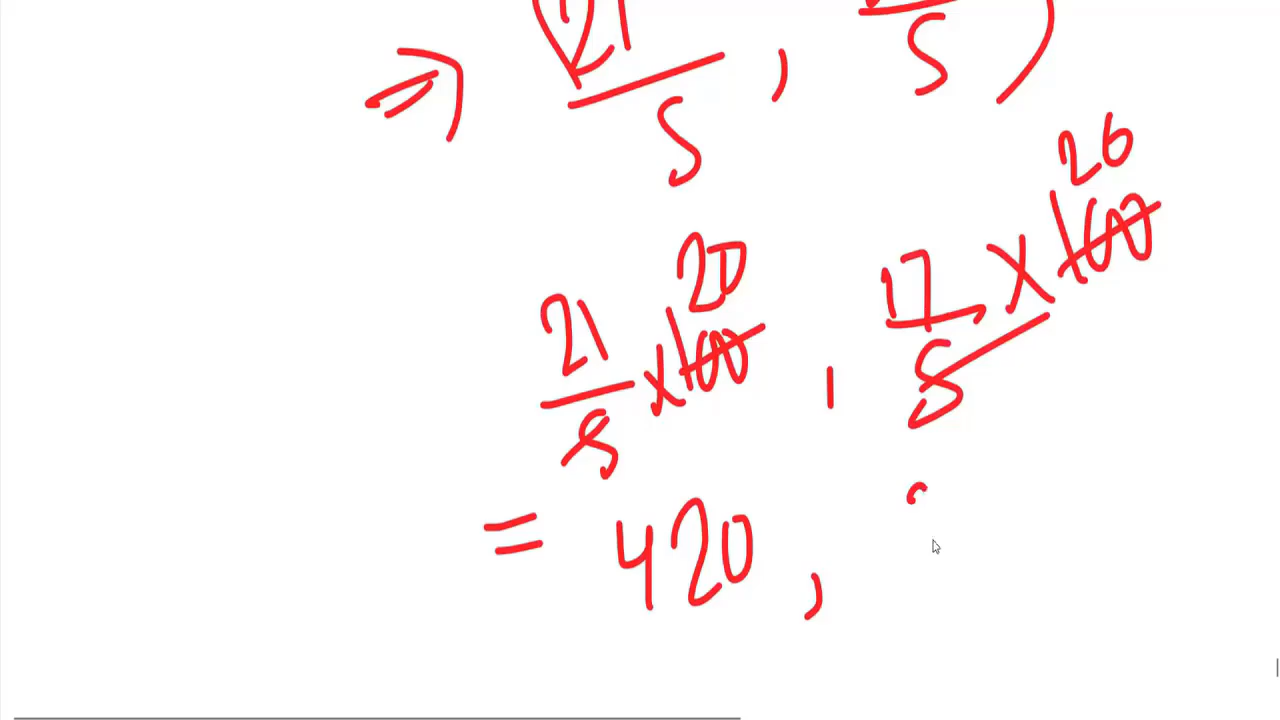 ⇒ ( 21/5 ,  /5 )
21/5 × 100 20 , 17/5 × 100 20
= 420 ,